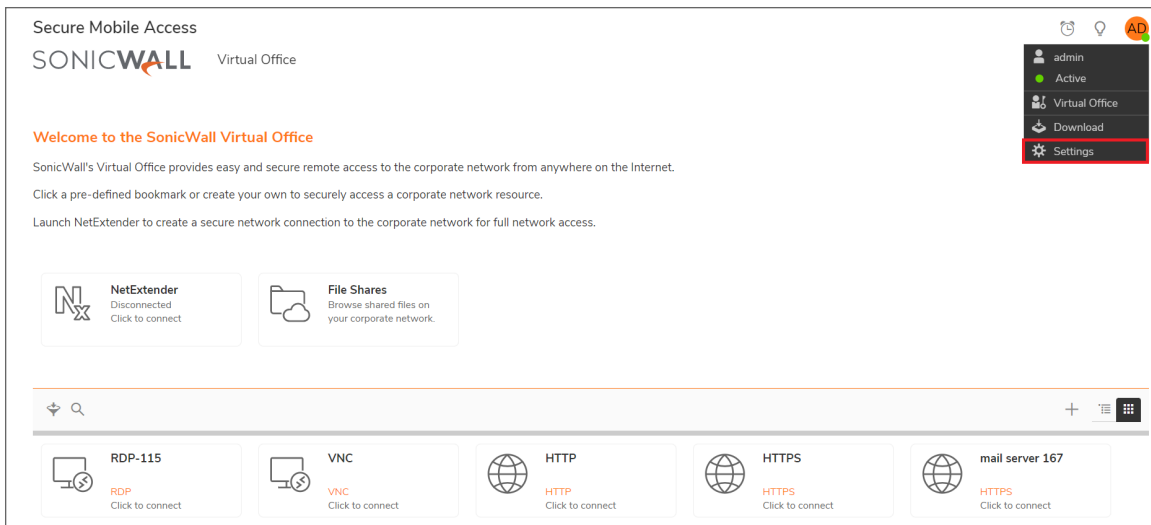 Secure Mobile Access
AD
SONICWALL Virtual Office
admin
Active
Virtual Office
Download
Settings
Welcome to the SonicWall Virtual Office
SonicWall's Virtual Office provides easy and secure remote access to the corporate network from anywhere on the Internet.
Click a pre-defined bookmark or create your own to securely access a corporate network resource.
Launch NetExtender to create a secure network connection to the corporate network for full network access.
NetExtender
Disconnected
Click to connect
File Shares
Browse shared files on
your corporate network.
RDP-115
RDP
Click to connect
VNC
VNC
Click to connect
HTTP
HTTP
Click to connect
HTTPS
HTTPS
Click to connect
mail server 167
HTTPS
Click to connect